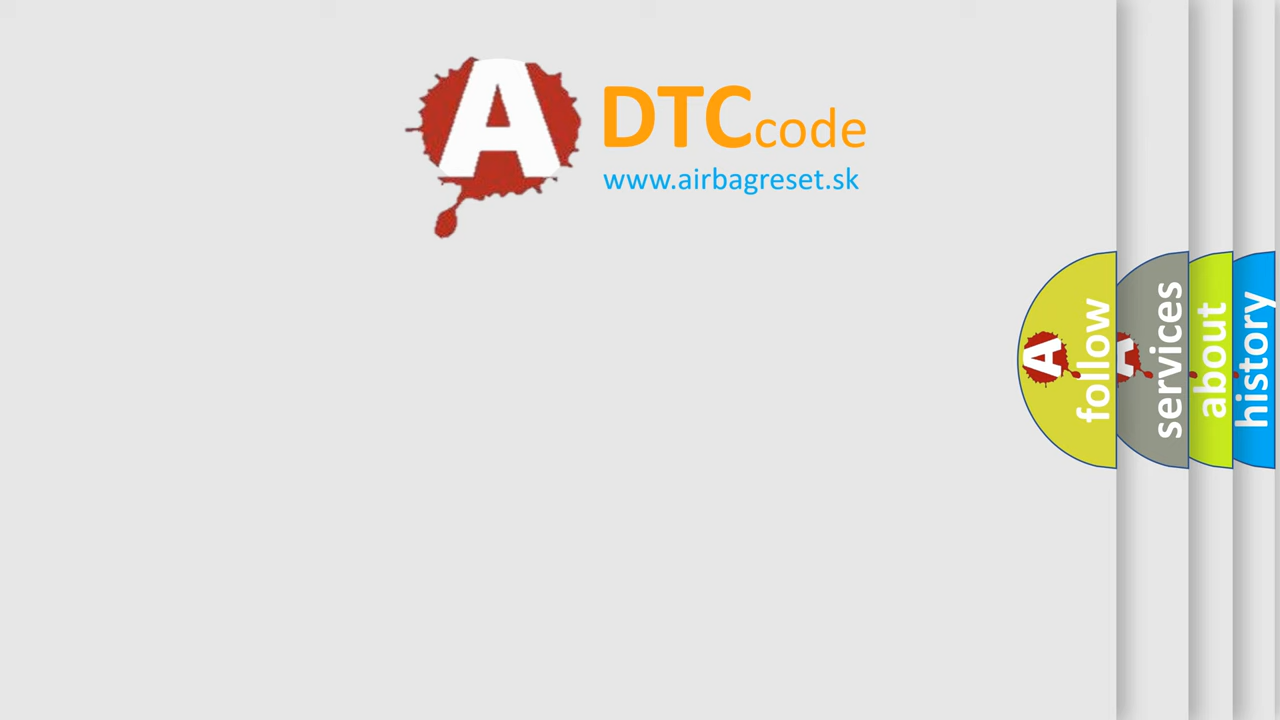 A DTCcode
www.airbagreset.sk
A follow
A services
about
history